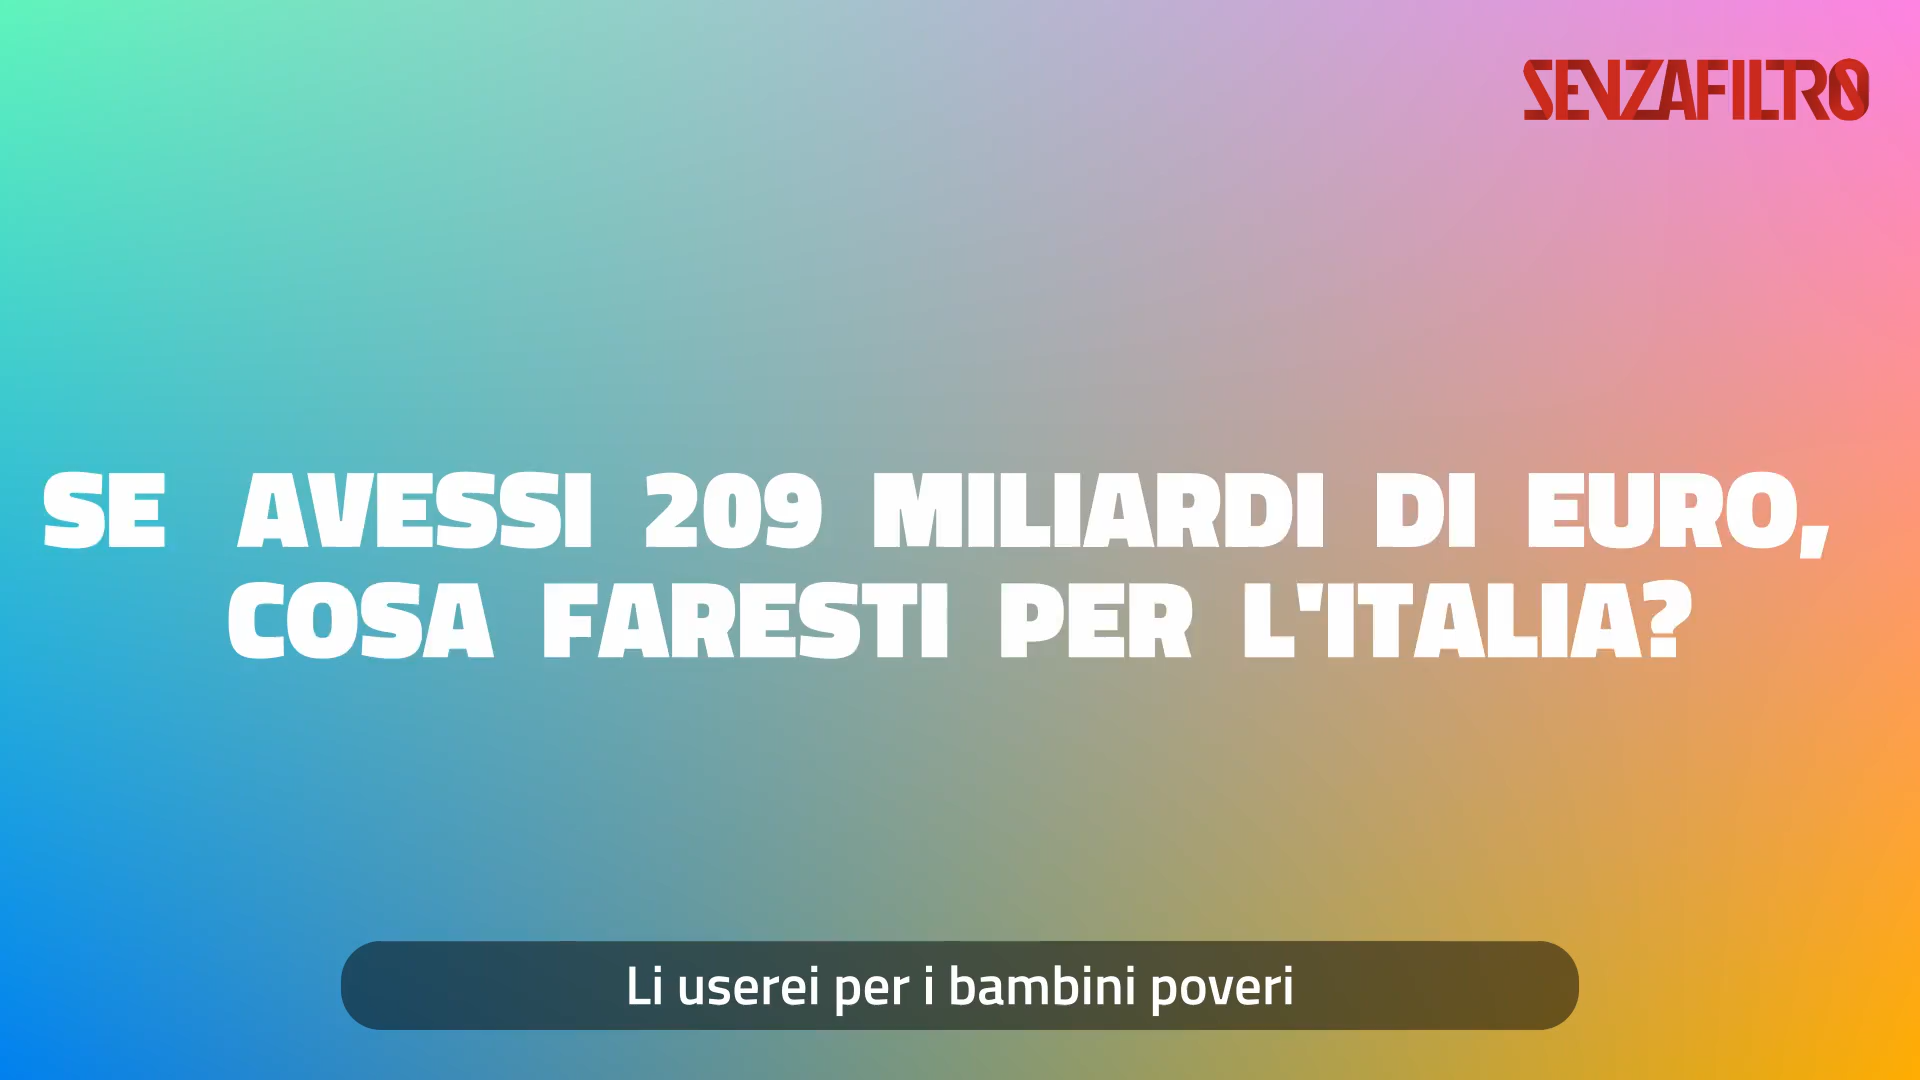 SENZAFILTRO
SE AVESSI 209 MILIARDI DI EURO,
COSA FARESTI PER L'ITALIA?
Li userei per i bambini poveri